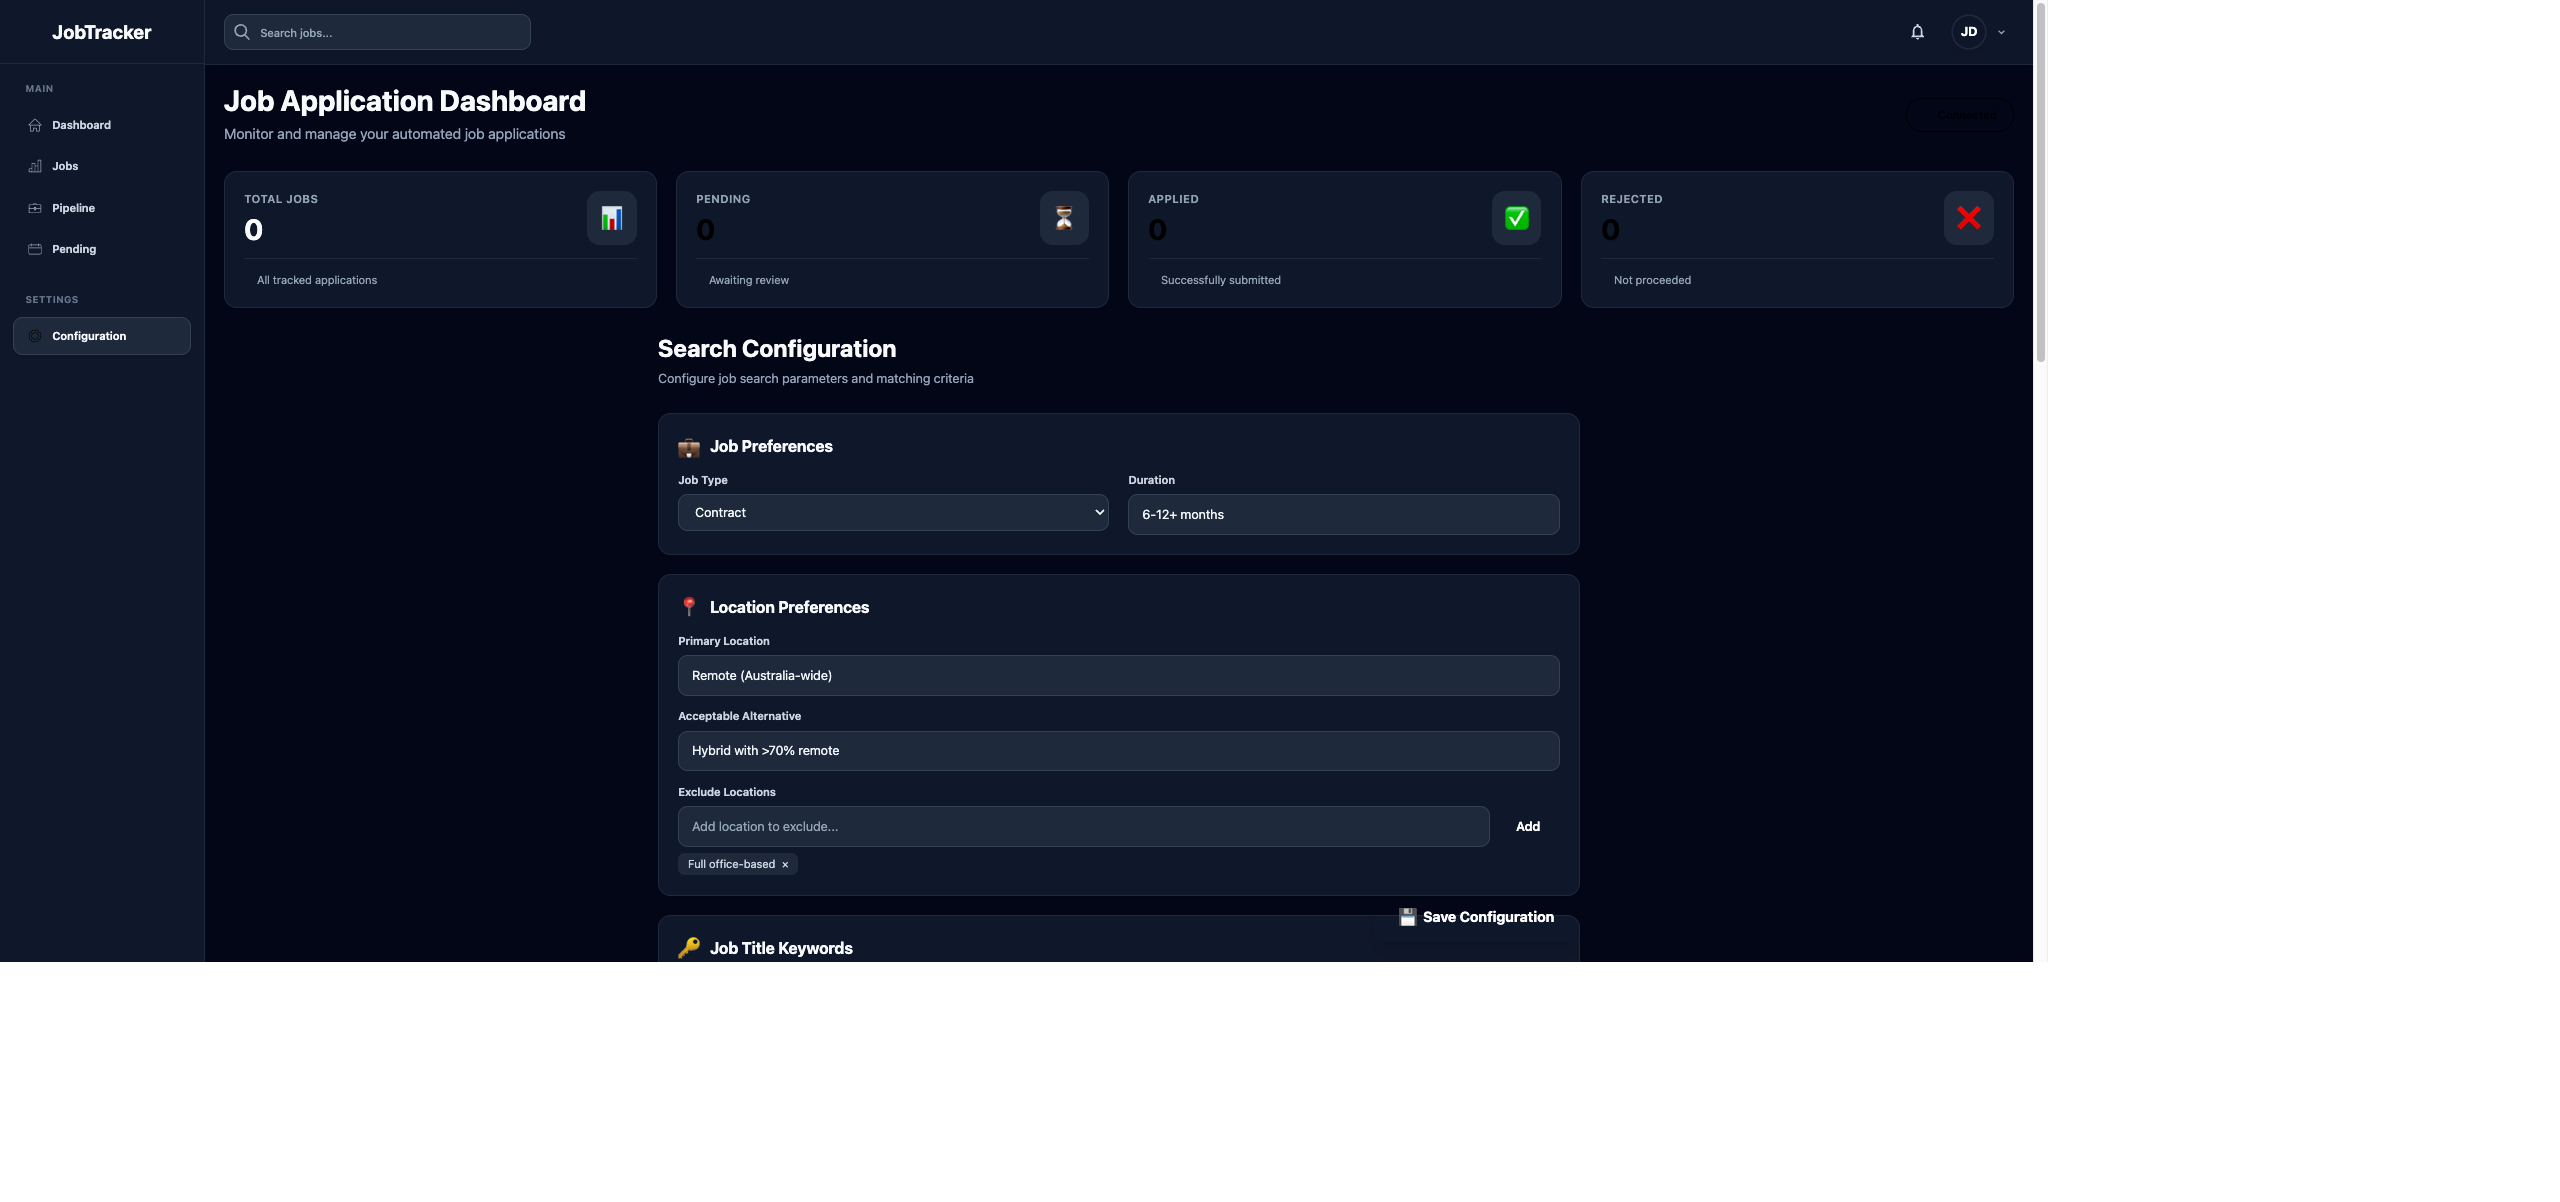 JobTracker
Search jobs...
JD
MAIN
Dashboard
Jobs
Pipeline
Pending
SETTINGS
Configuration
Job Application Dashboard
Monitor and manage your automated job applications
Connected
TOTAL JOBS
0
All tracked applications
PENDING
0
Awaiting review
APPLIED
0
Successfully submitted
REJECTED
0
Not proceeded
Search Configuration
Configure job search parameters and matching criteria
Job Preferences
Job Type
Contract
Duration
6-12+ months
Location Preferences
Primary Location
Remote (Australia-wide)
Acceptable Alternative
Hybrid with >70% remote
Exclude Locations
Add location to exclude...
Add
Full office-based ×
Save Configuration
Job Title Keywords